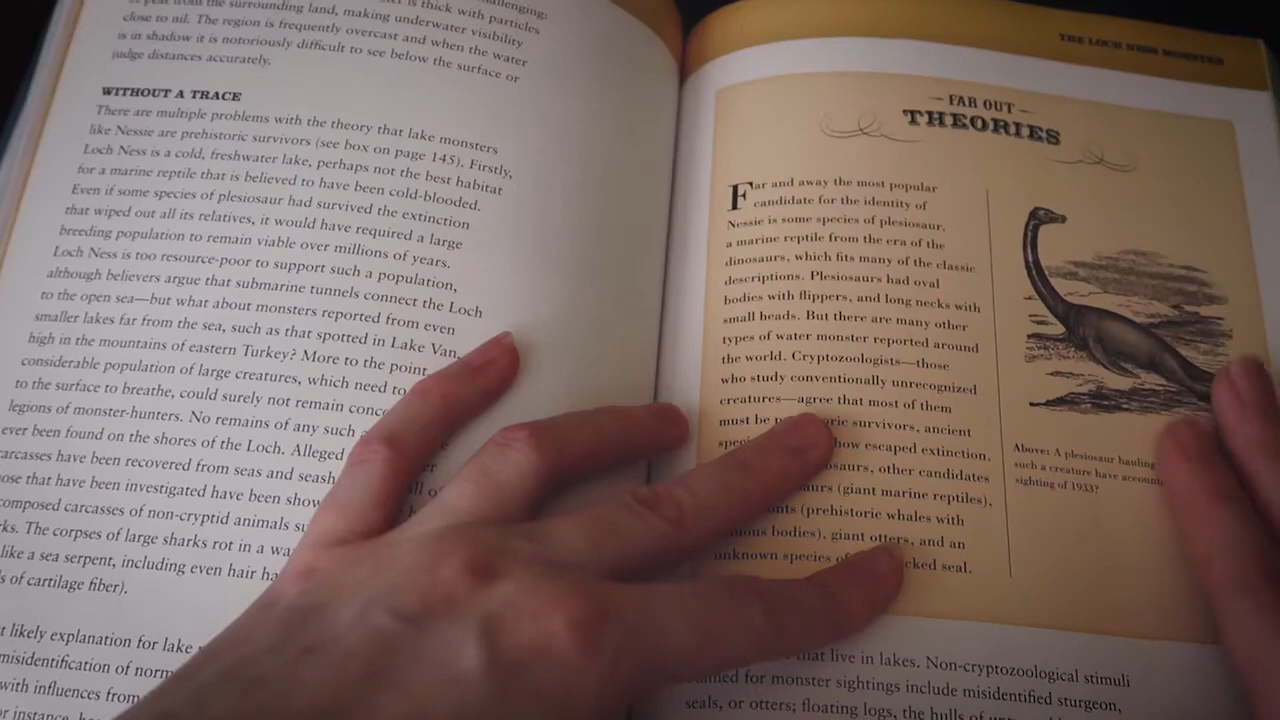 is thick with particles
the surrounding land, making underwater visibility
close to nil. The region is frequently overcast and when the water
is in shadow it is notoriously difficult to see below the surface or
judge distances accurately.
WITHOUT A TRACE
There are multiple problems with the theory that lake monsters
like Nessie are prehistoric survivors (see box on page 145). Firstly,
Loch Ness is a cold, freshwater lake, perhaps not the best habitat
for a marine reptile that is believed to have been cold-blooded.
Even if some species of plesiosaur had survived the extinction
that wiped out all its relatives, it would have required a large
breeding population to remain viable over millions of years.
Loch Ness is too resource-poor to support such a population,
although believers argue that submarine tunnels connect the Loch
to the open sea—but what about monsters reported from even
smaller lakes far from the sea, such as that spotted in Lake Van,
high in the mountains of eastern Turkey? More to the point,
considerable population of large creatures, which need to
to the surface to breathe, could surely not remain
legions of monster-hunters. No remains of any such
ever been found on the shores of the Loch. Alleged
carcasses have been recovered from seas and
that have been investigated have been
carcasses of non-cryptid animals
The corpses of large sharks rot in a
like a sea serpent, including even hair
of cartilage fiber).
likely explanation for lake
misidentification of
with influences from
instance,
THE LOCH NESS MONSTER
FAR OUT
THEORIES
Far and away the most popular
candidate for the identity of
Nessie is some species of plesiosaur,
a marine reptile from the era of the
dinosaurs, which fits many of the classic
descriptions. Plesiosaurs had oval
bodies with flippers, and long necks with
small heads. But there are many other
types of water monster reported around
the world. Cryptozoologists—those
who study conventionally unrecognized
creatures—agree that most of them
must be survivors, ancient
escaped extinction.
other candidates
(giant marine reptiles),
(prehistoric whales with
bodies), giant otters, and an
unknown species of seal.
Above: A plesiosaur hauling
such a creature have
sighting of 1933?
that live in lakes. Non-cryptozoological stimuli
for monster sightings include misidentified sturgeon,
seals, or otters; floating logs, the hulls of